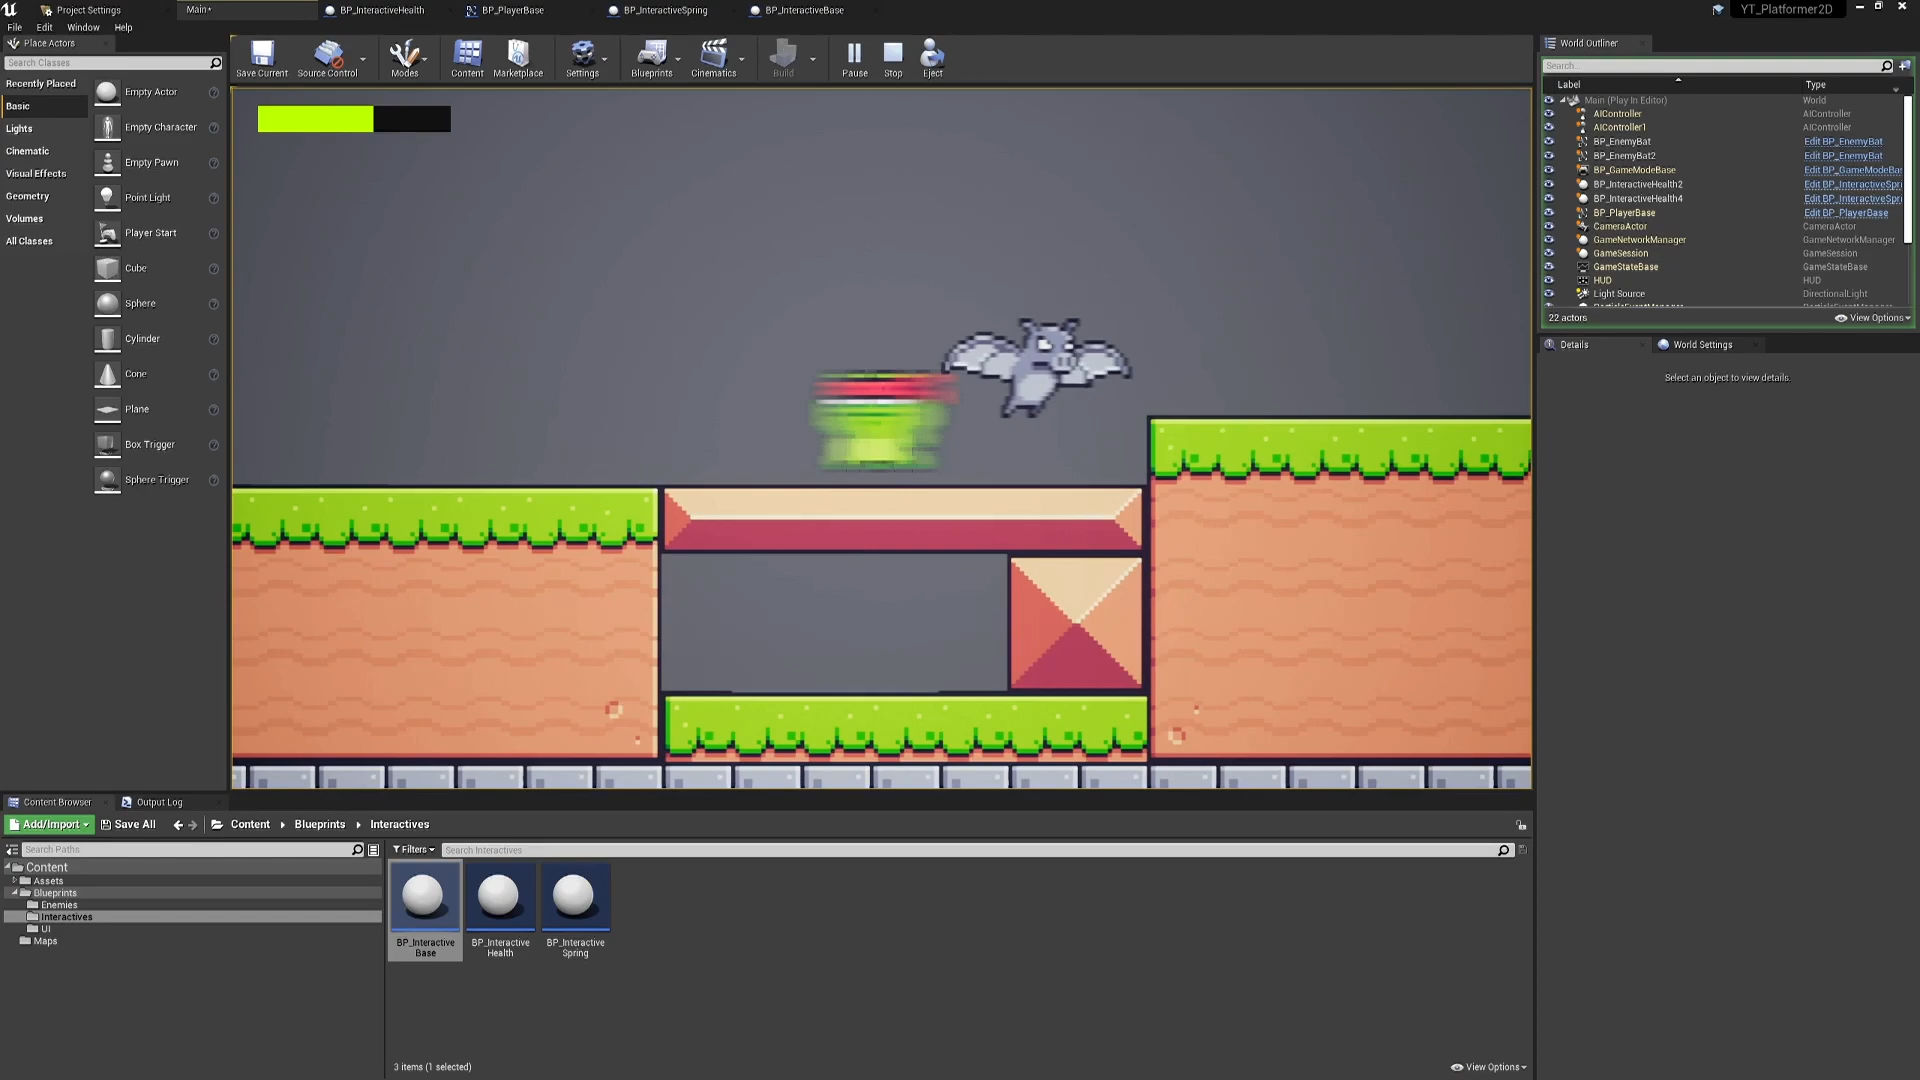 Project Settings
Main*
BP_InteractiveHealth
BP_PlayerBase
BP_InteractiveSpring
BP_InteractiveBase
YT_Platformer2D
File Edit Window Help
Place Actors
Search Classes
Recently Placed
Basic
Lights
Cinematic
Visual Effects
Geometry
Volumes
All Classes
Empty Actor
Empty Character
Empty Pawn
Point Light
Player Start
Cube
Sphere
Cylinder
Cone
Plane
Box Trigger
Sphere Trigger
Save Current
Source Control
Modes
Content
Marketplace
Settings
Blueprints
Cinematics
Build
Pause
Stop
Eject
World Outliner
Search...
Label Type
Main (Play In Editor) World
AIController AIController
AIController1 AIController
BP_EnemyBat Edit BP_EnemyBat
BP_EnemyBat2 Edit BP_EnemyBat
BP_GameModeBase Edit BP_GameModeBas
BP_InteractiveHealth2 Edit BP_InteractiveSpri
BP_InteractiveHealth4 Edit BP_InteractiveSpri
BP_PlayerBase Edit BP_PlayerBase
CameraActor CameraActor
GameNetworkManager GameNetworkManager
GameSession GameSession
GameStateBase GameStateBase
HUD HUD
Light Source DirectionalLight
22 actors
View Options
Details
World Settings
Select an object to view details.
Content Browser
Output Log
Add/Import
Save All
Content
Blueprints
Interactives
Search Paths
Filters
Search Interactives
Content
Assets
Blueprints
Enemies
Interactives
UI
Maps
BP_Interactive
Base
BP_Interactive
Health
BP_Interactive
Spring
3 items (1 selected)
View Options